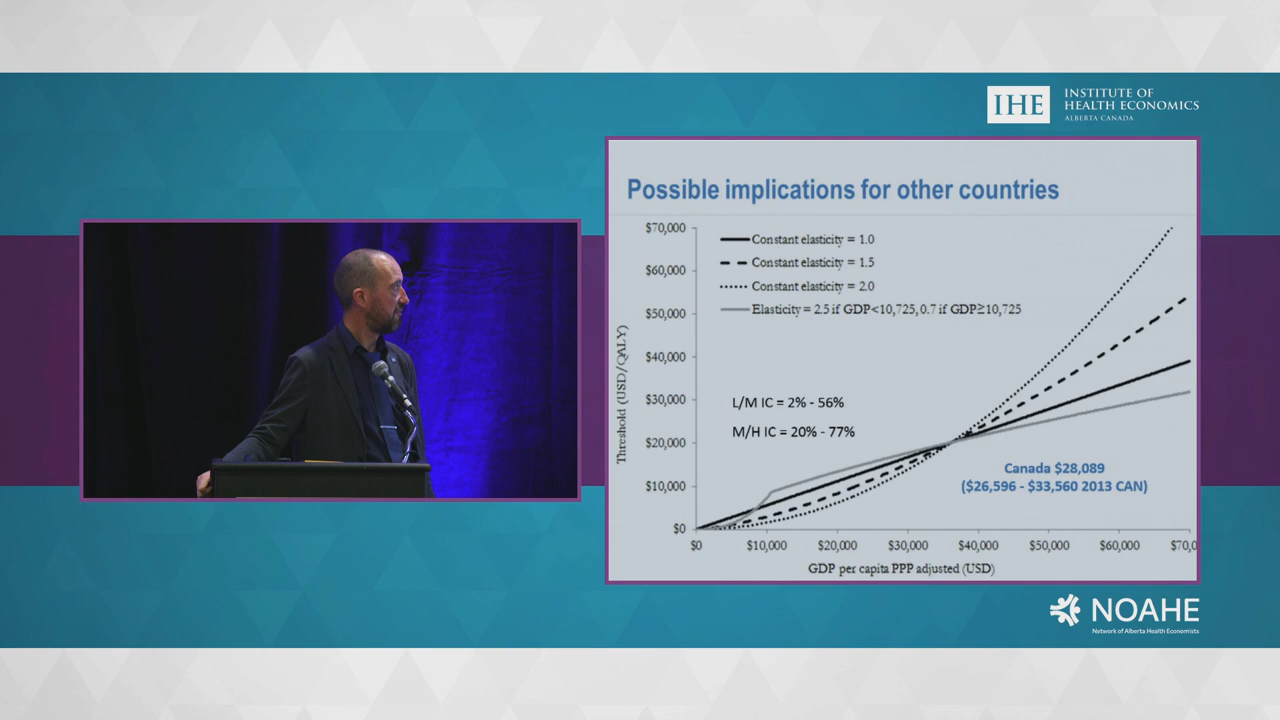 IHE
INSTITUTE OF
HEALTH ECONOMICS
ALBERTA CANADA
Possible implications for other countries
$70,000
$60,000
$50,000
$40,000
$30,000
$20,000
$10,000
$0
Threshold (USD/QALY)
Constant elasticity = 1.0
Constant elasticity = 1.5
Constant elasticity = 2.0
Elasticity = 2.5 if GDP<10,725, 0.7 if GDP≥10,725
L/M IC = 2% - 56%
M/H IC = 20% - 77%
Canada $28,089
($26,596 - $33,560 2013 CAN)
$0 $10,000 $20,000 $30,000 $40,000 $50,000 $60,000 $70,0
GDP per capita PPP adjusted (USD)
NOAHE
Network of Alberta Health Economists